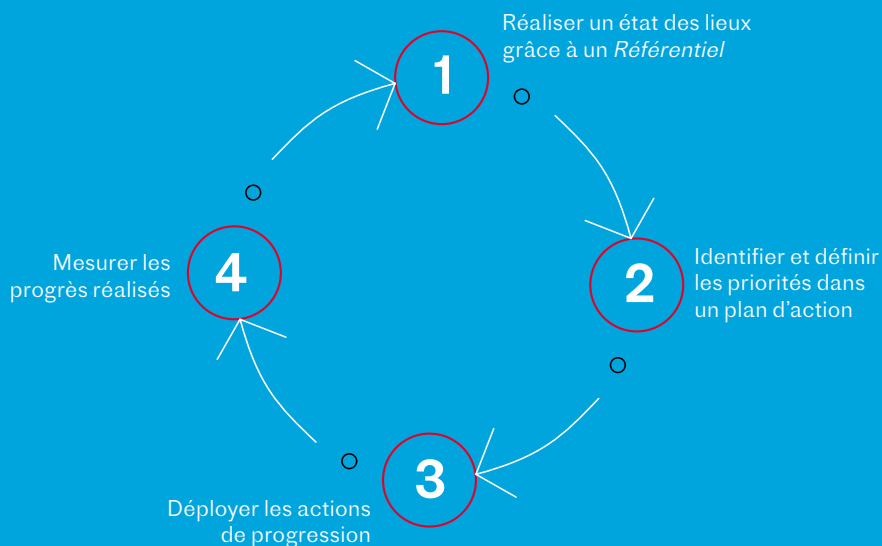 1
Réaliser un état des lieux
grâce à un Référentiel
2
Identifier et définir
les priorités dans
un plan d’action
3
Déployer les actions
de progression
4
Mesurer les
progrès réalisés